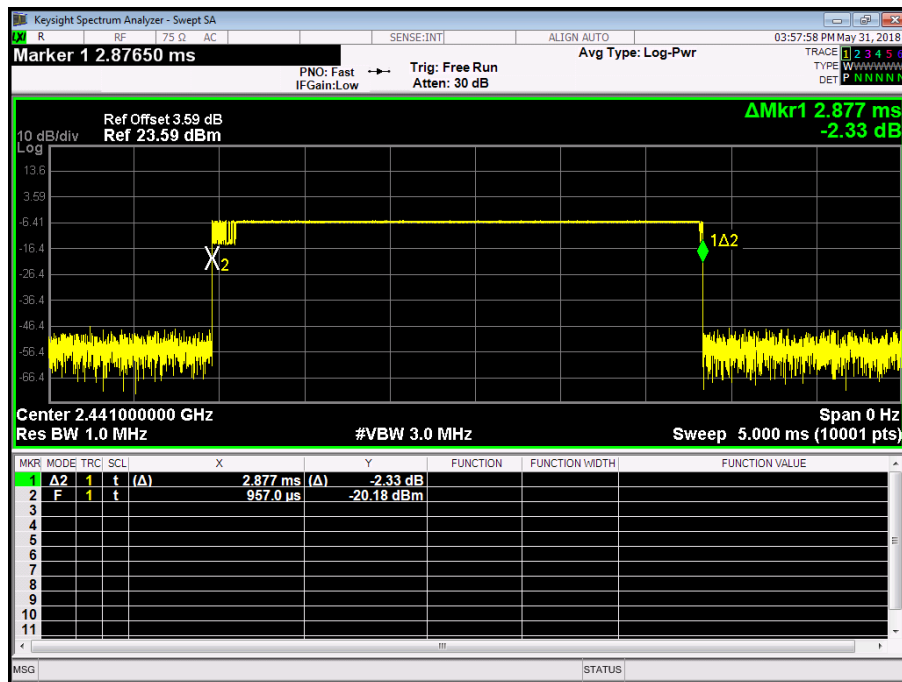 Keysight Spectrum Analyzer - Swept SA
LXI R RF 75 Ω AC SENSE:INT ALIGN AUTO 03:57:58 PM May 31, 2018
Marker 1 2.87650 ms
PNO: Fast
IFGain:Low
Trig: Free Run
Atten: 30 dB
Avg Type: Log-Pwr
TRACE 1 2 3 4 5 6
TYPE W
DET P N N N N N
ΔMkr1 2.877 ms
-2.33 dB
Ref Offset 3.59 dB
10 dB/div Ref 23.59 dBm
Log
13.6
3.59
-6.41
-16.4
-26.4
-36.4
-46.4
-56.4
-66.4
X2
1Δ2
Center 2.441000000 GHz Span 0 Hz
Res BW 1.0 MHz #VBW 3.0 MHz Sweep 5.000 ms (10001 pts)
MKR MODE TRC SCL X Y FUNCTION FUNCTION WIDTH FUNCTION VALUE
1 Δ2 1 t (Δ) 2.877 ms (Δ) -2.33 dB
2 F 1 t 957.0 µs -20.18 dBm
3
4
5
6
7
8
9
10
11
MSG STATUS